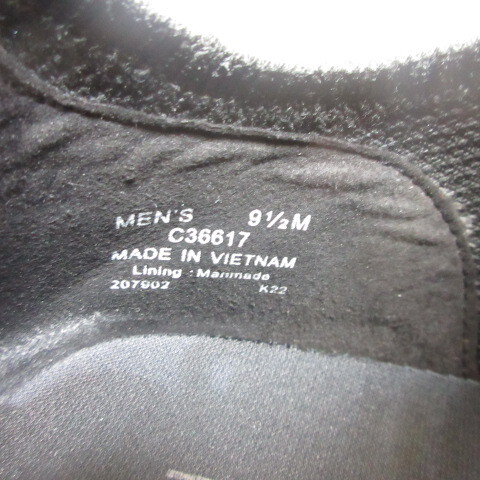 MEN'S 9½M
C36617
MADE IN VIETNAM
Lining : Manmade
207902 K22